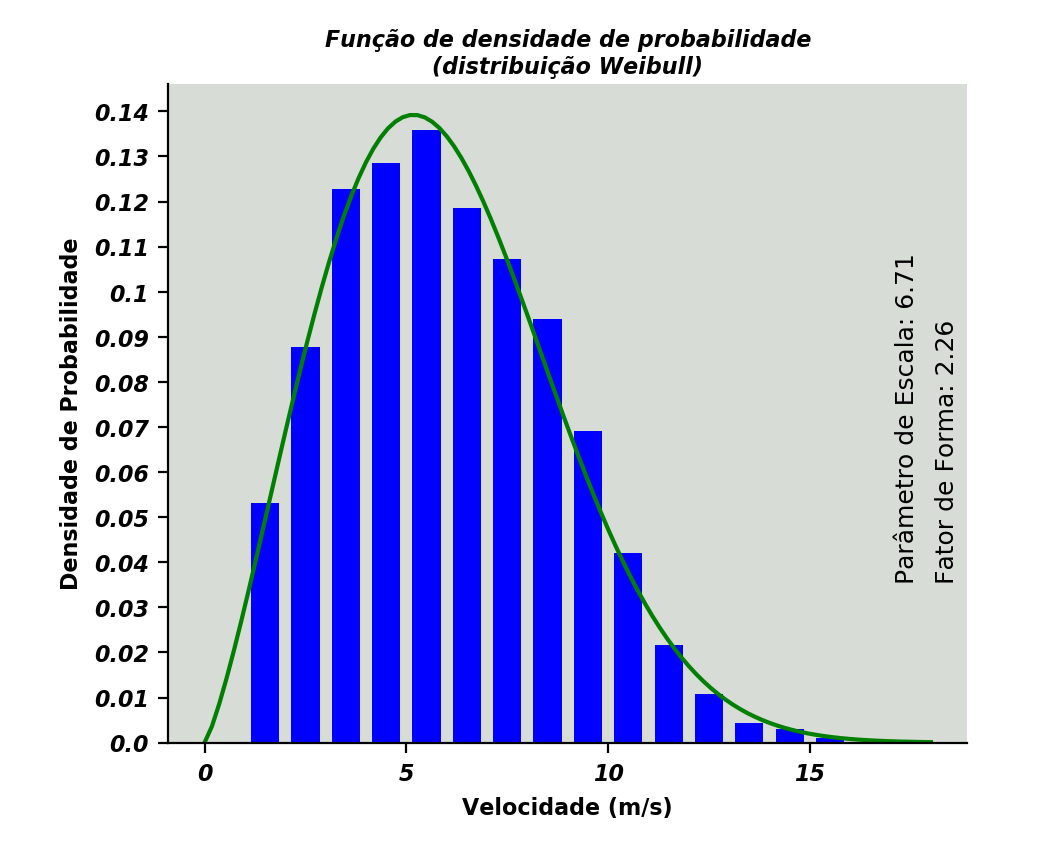 Função de densidade de probabilidade
(distribuição Weibull)
Densidade de Probabilidade
0.14
0.13
0.12
0.11
0.1
0.09
0.08
0.07
0.06
0.05
0.04
0.03
0.02
0.01
0.0
Parâmetro de Escala: 6.71
Fator de Forma: 2.26
0 5 10 15
Velocidade (m/s)